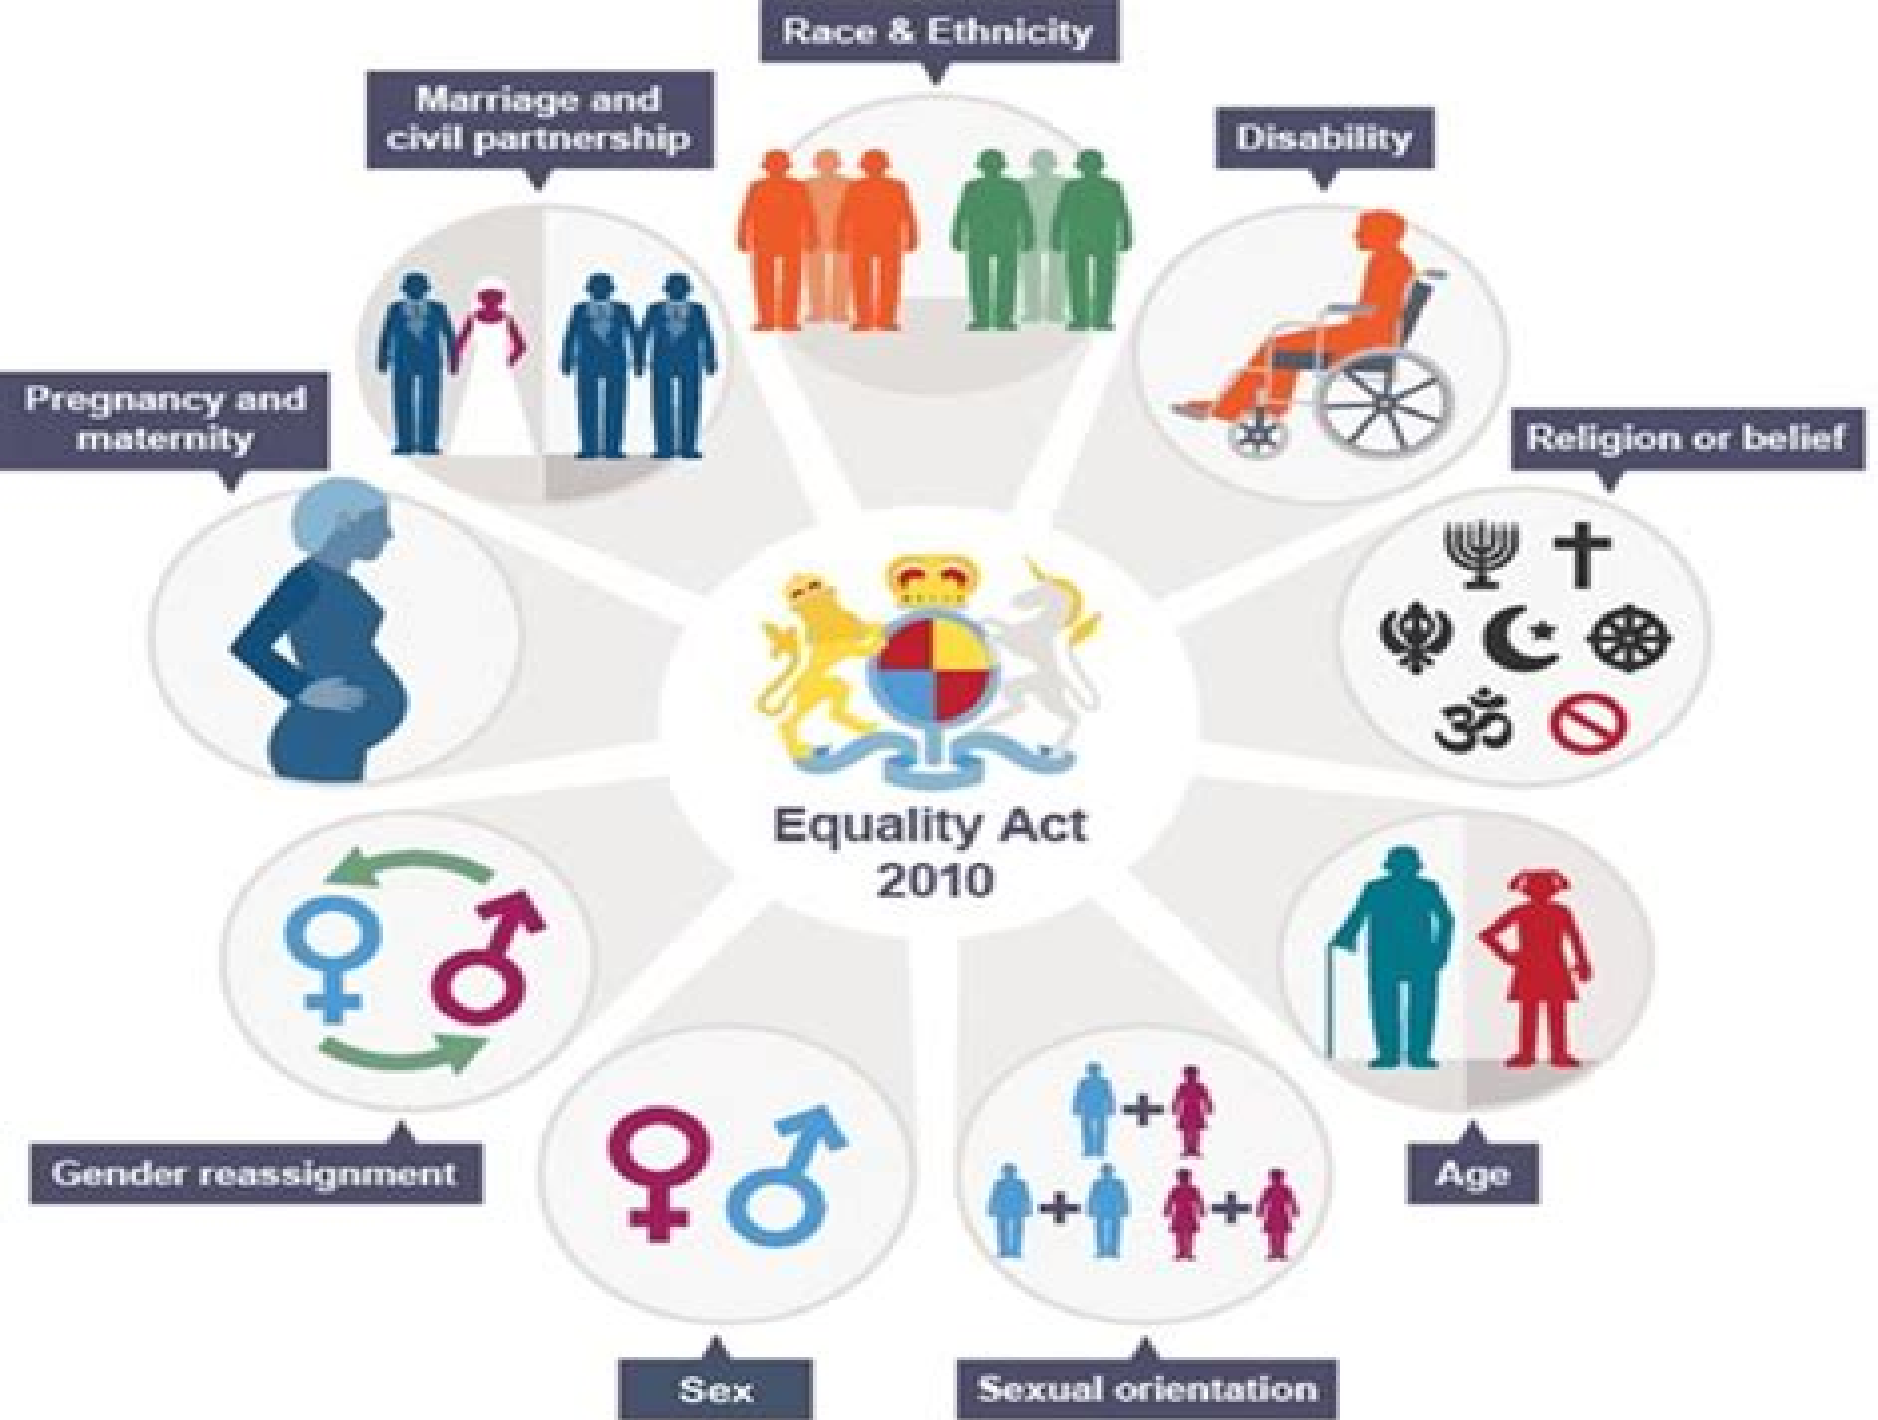 Race & Ethnicity
Marriage and
civil partnership
Disability
Pregnancy and
maternity
Religion or belief
Equality Act
2010
Gender reassignment
Age
Sex
Sexual orientation